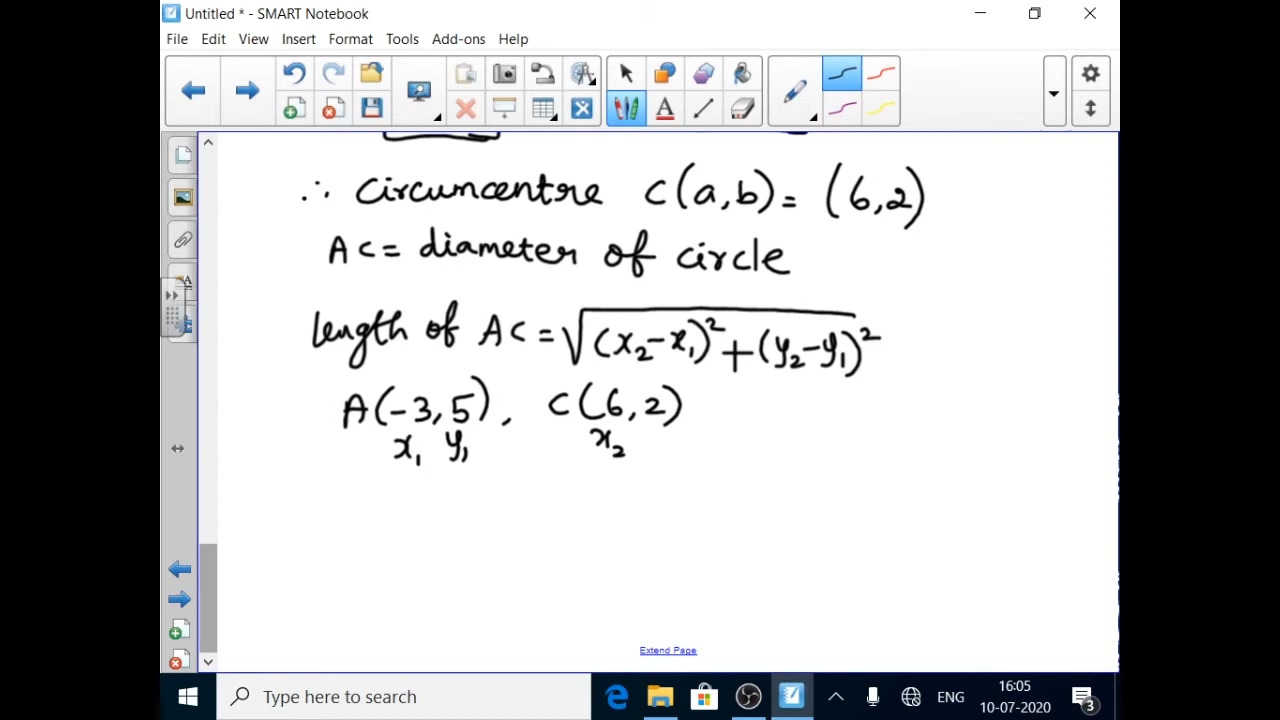 Untitled * - SMART Notebook
File Edit View Insert Format Tools Add-ons Help
∴ Circumcentre C(a,b) = (6,2)
AC = diameter of circle
length of AC = √(x₂-x₁)² + (y₂-y₁)²
A(-3,5), C(6,2)
x₁ y₁ x₂
Extend Page
Type here to search
ENG
16:05
10-07-2020
3